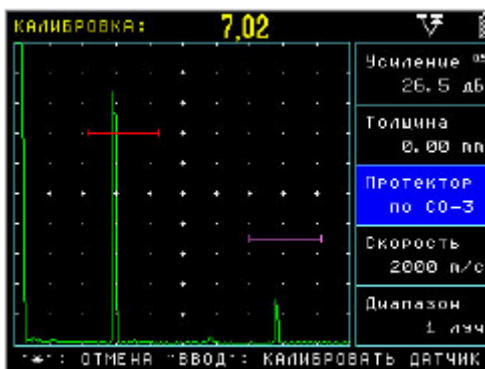 КАЛИБРОВКА: 7,02
Усиление
26.5 дБ
Толщина
0.00 mm
Протектор
по СО-3
Скорость
2000 m/c
Диапазон
1 луч
"*": ОТМЕНА "ВВОД": КАЛИБРОВАТЬ ДАТЧИК